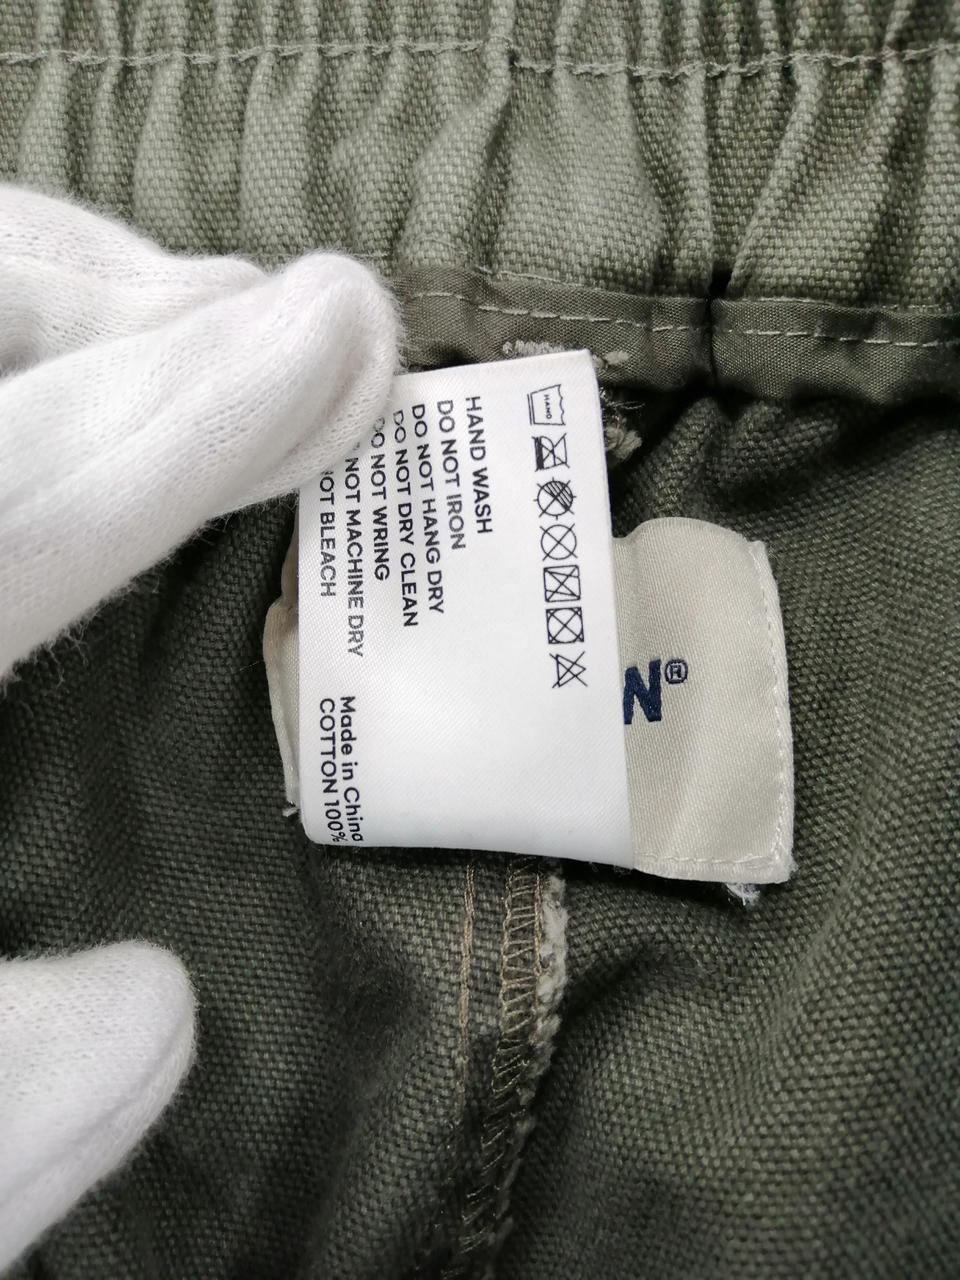 HAND
HAND WASH
DO NOT IRON
DO NOT HANG DRY
DO NOT DRY CLEAN
DO NOT WRING
NOT MACHINE DRY
NOT BLEACH
Made in China
COTTON 100%
N®